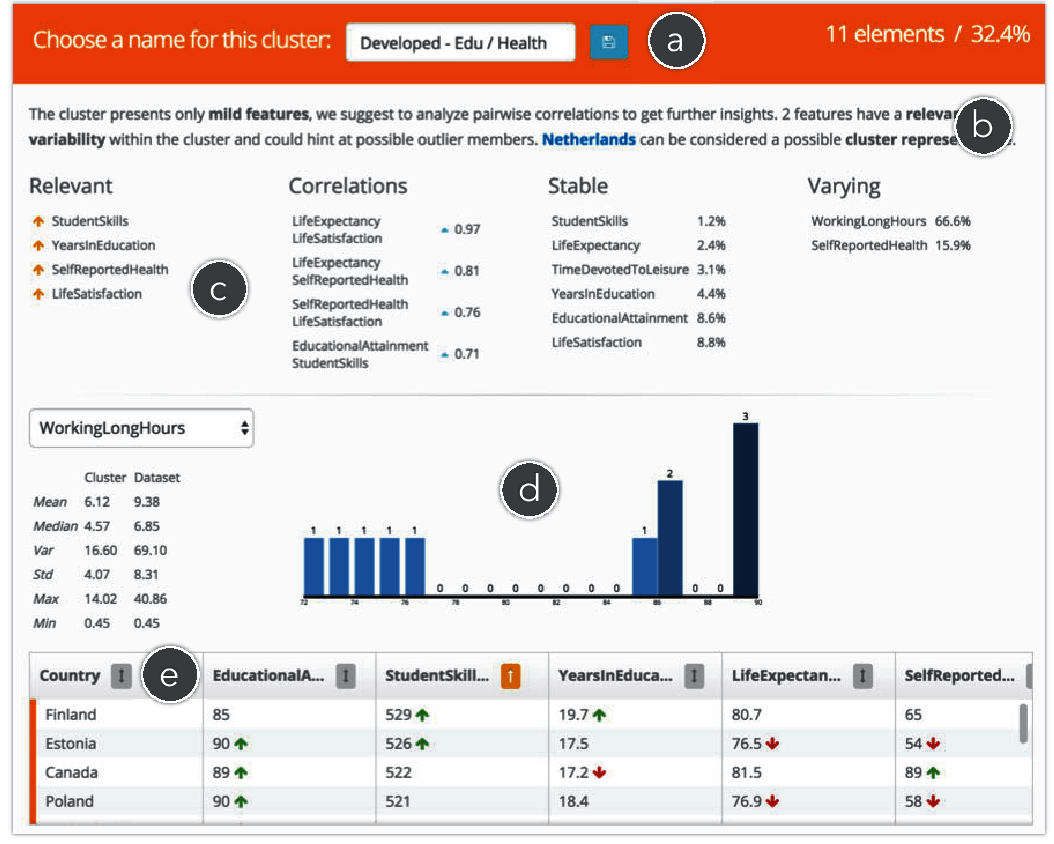 Choose a name for this cluster: Developed - Edu / Health a 11 elements / 32.4%
The cluster presents only mild features, we suggest to analyze pairwise correlations to get further insights. 2 features have a b
variability within the cluster and could hint at possible outlier members. Netherlands can be considered a possible cluster
Relevant Correlations Stable Varying
StudentSkills
YearsInEducation
SelfReportedHealth
LifeSatisfaction
c
LifeExpectancy
LifeSatisfaction 0.97
LifeExpectancy
SelfReportedHealth 0.81
SelfReportedHealth
LifeSatisfaction 0.76
EducationalAttainment
StudentSkills 0.71
StudentSkills 1.2%
LifeExpectancy 2.4%
TimeDevotedToLeisure 3.1%
YearsInEducation 4.4%
EducationalAttainment 8.6%
LifeSatisfaction 8.8%
WorkingLongHours 66.6%
SelfReportedHealth 15.9%
WorkingLongHours
Cluster Dataset
Mean 6.12 9.38
Median 4.57 6.85
Var 16.60 69.10
Std 4.07 8.31
Max 14.02 40.86
Min 0.45 0.45
d
1 1 1 1 1 0 0 0 0 0 0 0 0 1 2 0 0 3
72 74 76 78 80 82 84 86 88 90
Country e EducationalA... StudentSkill... YearsInEduca... LifeExpectan... SelfReported...
Finland 85 529 19.7 80.7 65
Estonia 90 526 17.5 76.5 54
Canada 89 522 17.2 81.5 89
Poland 90 521 18.4 76.9 58